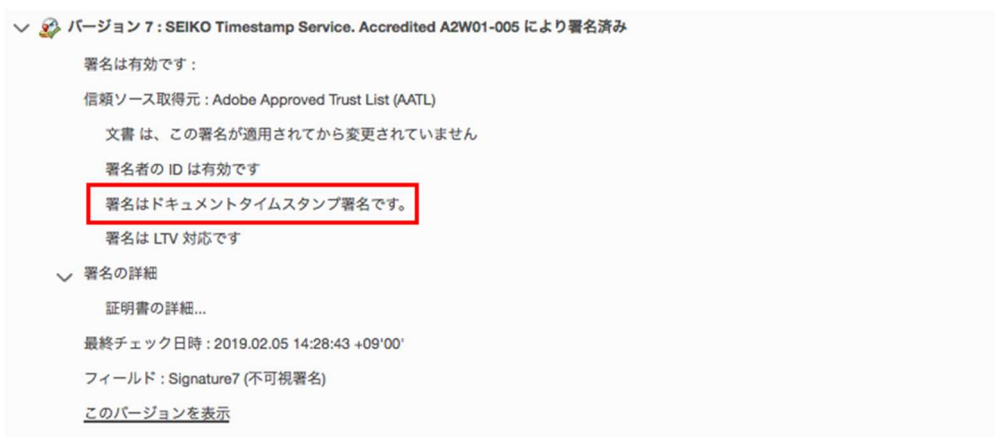 バージョン 7 : SEIKO Timestamp Service. Accredited A2W01-005 により署名済み
署名は有効です :
信頼ソース取得元 : Adobe Approved Trust List (AATL)
文書 は、この署名が適用されてから変更されていません
署名者の ID は有効です
署名はドキュメントタイムスタンプ署名です。
署名は LTV 対応です
署名の詳細
証明書の詳細...
最終チェック日時 : 2019.02.05 14:28:43 +09'00'
フィールド : Signature7 (不可視署名)
このバージョンを表示